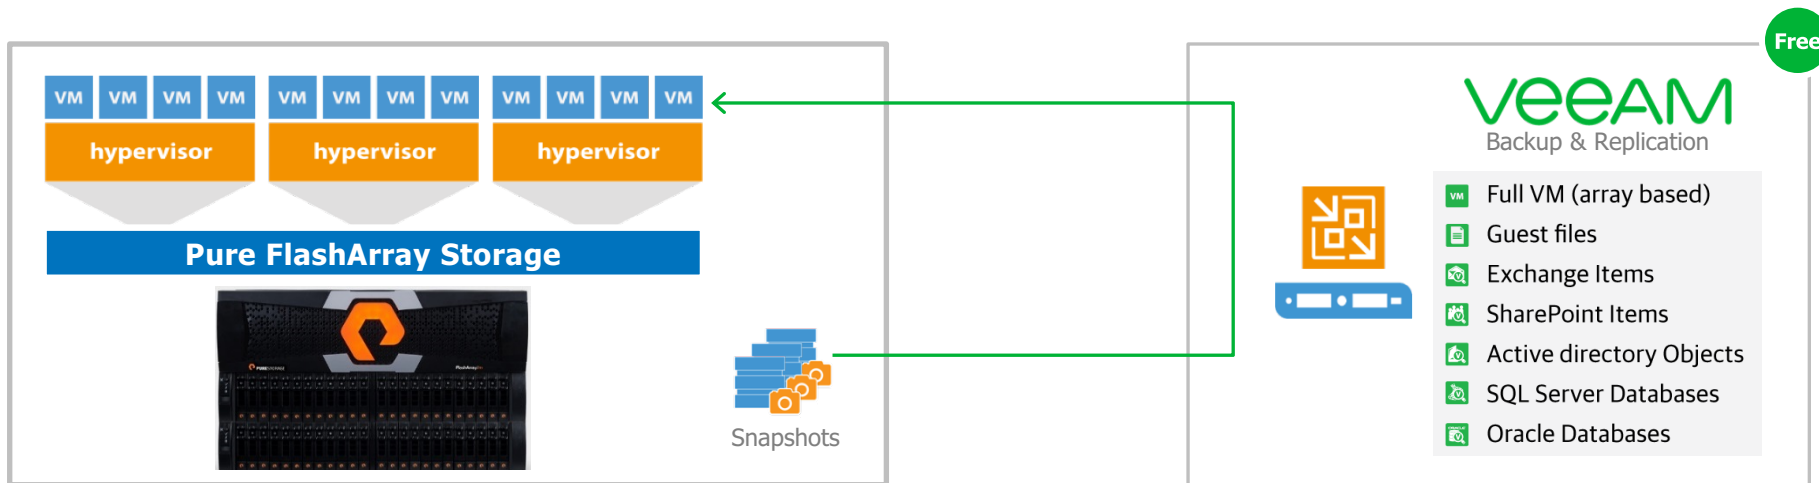 Free
VM VM VM VM VM VM VM VM VM VM VM VM
hypervisor hypervisor hypervisor
Pure FlashArray Storage
Snapshots
veeAM
Backup & Replication
VM Full VM (array based)
Guest files
Exchange Items
SharePoint Items
Active directory Objects
SQL Server Databases
Oracle Databases